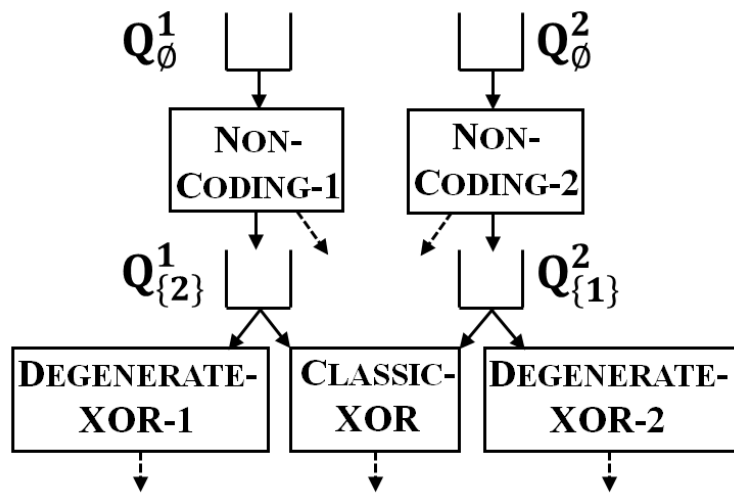 Q^1_∅ Q^2_∅
NON-
CODING-1
NON-
CODING-2
Q^1_{2} Q^2_{1}
DEGENERATE-
XOR-1
CLASSIC-
XOR
DEGENERATE-
XOR-2